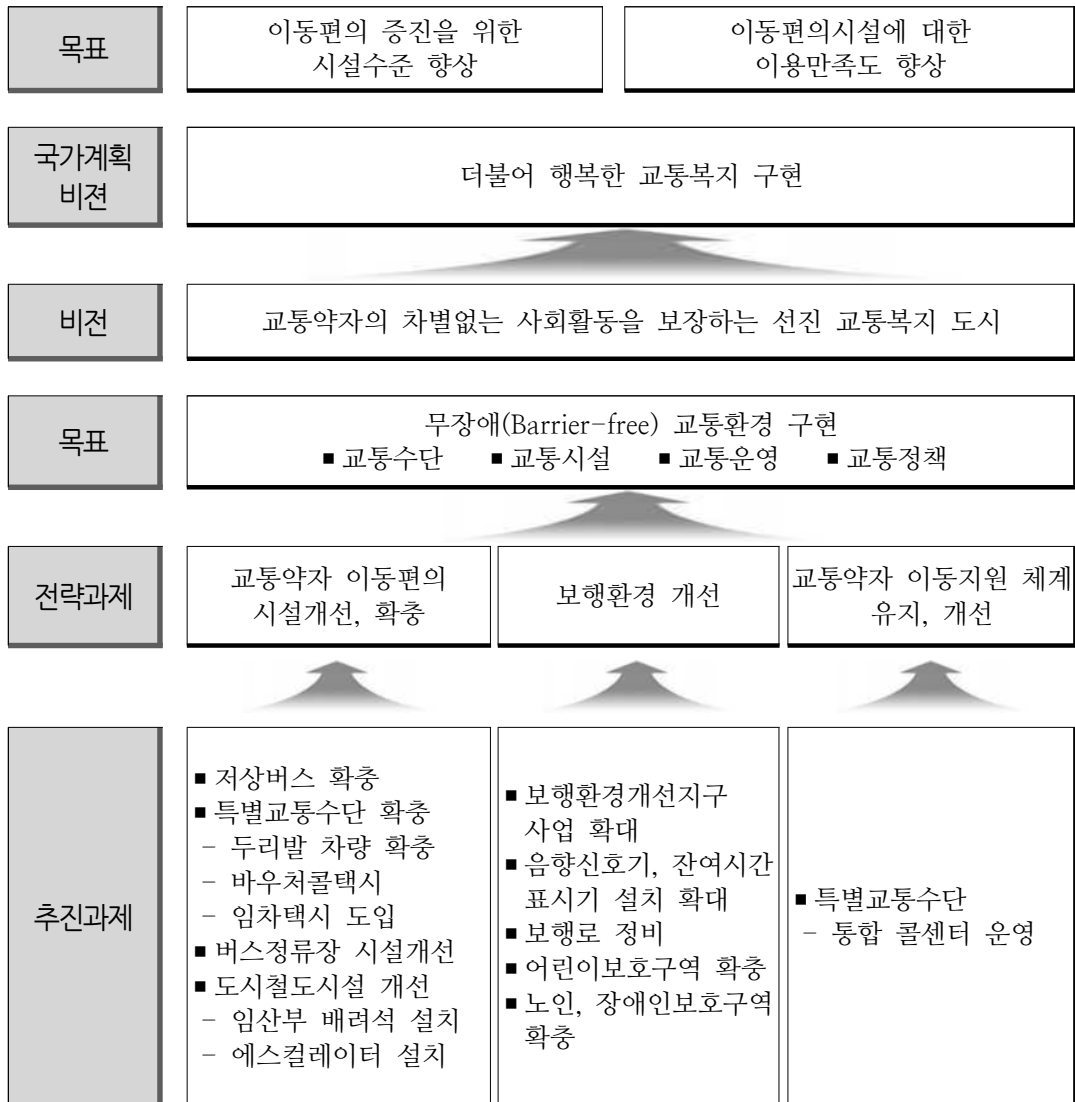 목표
이동편의 증진을 위한
시설수준 향상
이동편의시설에 대한
이용만족도 향상
국가계획
비젼
더불어 행복한 교통복지 구현
비전
교통약자의 차별없는 사회활동을 보장하는 선진 교통복지 도시
목표
무장애(Barrier-free) 교통환경 구현
▪교통수단 ▪교통시설 ▪교통운영 ▪교통정책
전략과제
교통약자 이동편의
시설개선, 확충
보행환경 개선
교통약자 이동지원 체계
유지, 개선
추진과제
▪저상버스 확충
▪특별교통수단 확충
- 두리발 차량 확충
- 바우처콜택시
- 임차택시 도입
▪버스정류장 시설개선
▪도시철도시설 개선
- 임산부 배려석 설치
- 에스컬레이터 설치
▪보행환경개선지구
사업 확대
▪음향신호기, 잔여시간
표시기 설치 확대
▪보행로 정비
▪어린이보호구역 확충
▪노인, 장애인보호구역
확충
▪특별교통수단
- 통합 콜센터 운영